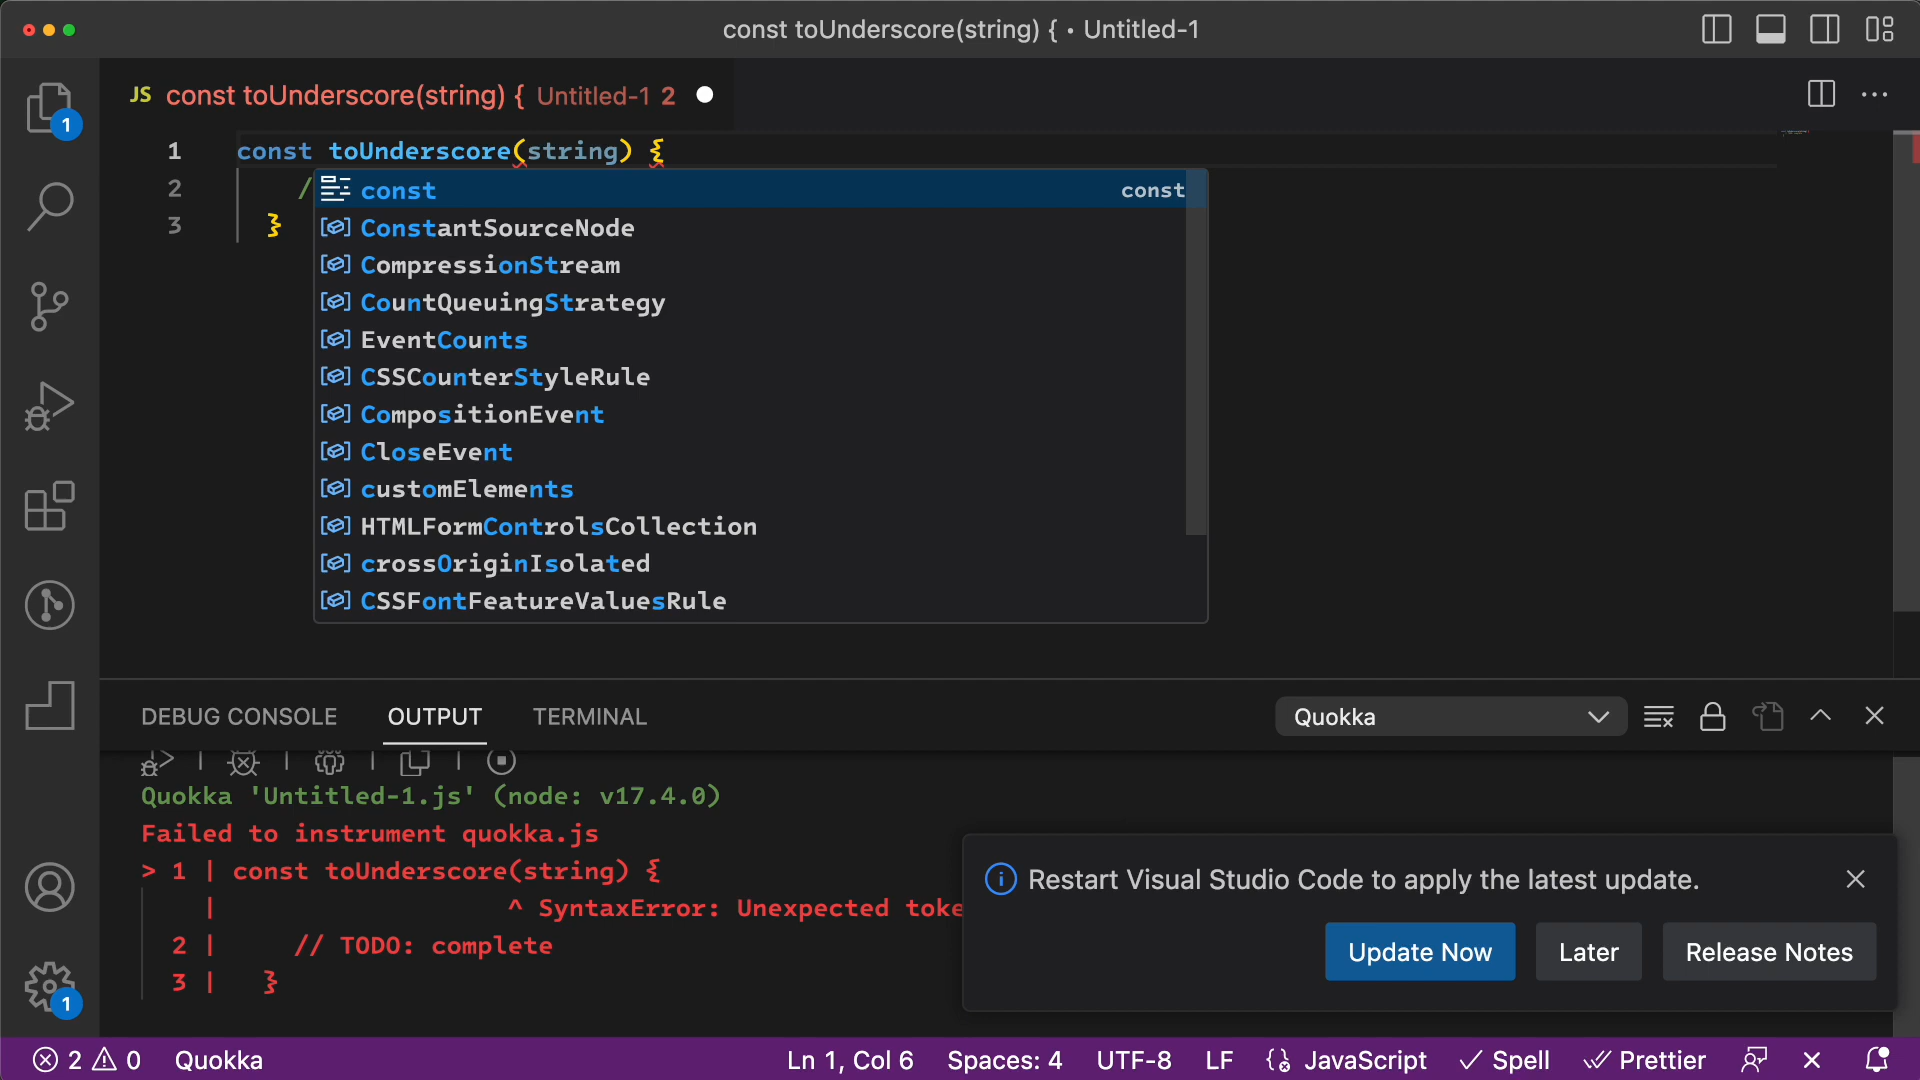 const toUnderscore(string) { • Untitled-1
JS const toUnderscore(string) { Untitled-1 2
1 const toUnderscore(string) {
2 /
3 }
const const
ConstantSourceNode
CompressionStream
CountQueuingStrategy
EventCounts
CSSCounterStyleRule
CompositionEvent
CloseEvent
customElements
HTMLFormControlsCollection
crossOriginIsolated
CSSFontFeatureValuesRule
1
1
DEBUG CONSOLE OUTPUT TERMINAL Quokka
Quokka 'Untitled-1.js' (node: v17.4.0)
Failed to instrument quokka.js
> 1 | const toUnderscore(string) {
| ^ SyntaxError: Unexpected toke
2 | // TODO: complete
3 | }
Restart Visual Studio Code to apply the latest update.
Update Now Later Release Notes
2 0 Quokka Ln 1, Col 6 Spaces: 4 UTF-8 LF JavaScript Spell Prettier